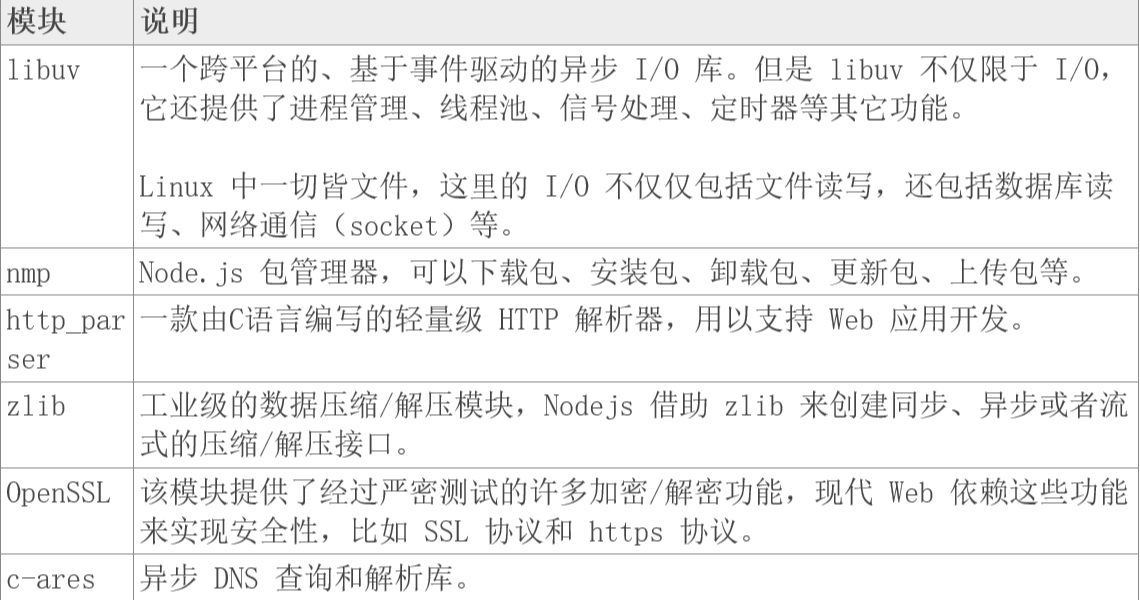 模块 说明
libuv 一个跨平台的、基于事件驱动的异步 I/O 库。但是 libuv 不仅限于 I/O，
它还提供了进程管理、线程池、信号处理、定时器等其它功能。
Linux 中一切皆文件，这里的 I/O 不仅仅包括文件读写，还包括数据库读
写、网络通信（socket）等。
nmp Node.js 包管理器，可以下载包、安装包、卸载包、更新包、上传包等。
http_par 一款由C语言编写的轻量级 HTTP 解析器，用以支持 Web 应用开发。
ser
zlib 工业级的数据压缩/解压模块，Nodejs 借助 zlib 来创建同步、异步或者流
式的压缩/解压接口。
OpenSSL 该模块提供了经过严密测试的许多加密/解密功能，现代 Web 依赖这些功能
来实现安全性，比如 SSL 协议和 https 协议。
c-ares 异步 DNS 查询和解析库。